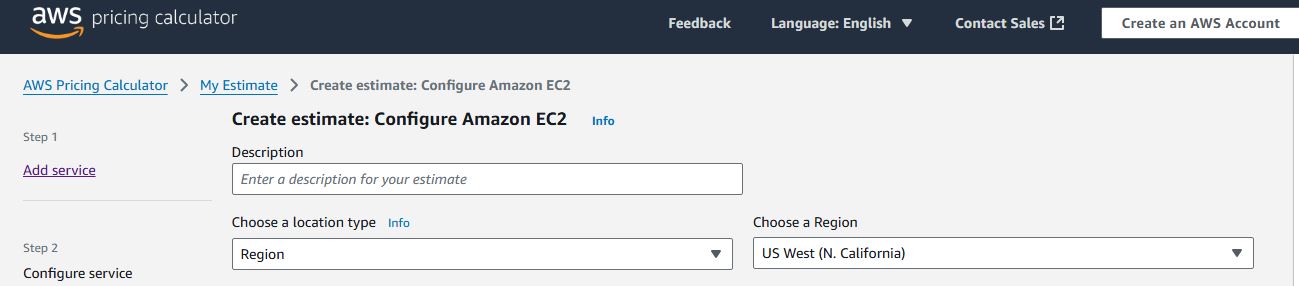 aws pricing calculator Feedback Language: English Contact Sales Create an AWS Account
AWS Pricing Calculator My Estimate Create estimate: Configure Amazon EC2
Step 1
Add service
Step 2
Configure service
Create estimate: Configure Amazon EC2 Info
Description
Enter a description for your estimate
Choose a location type Info
Region
Choose a Region
US West (N. California)